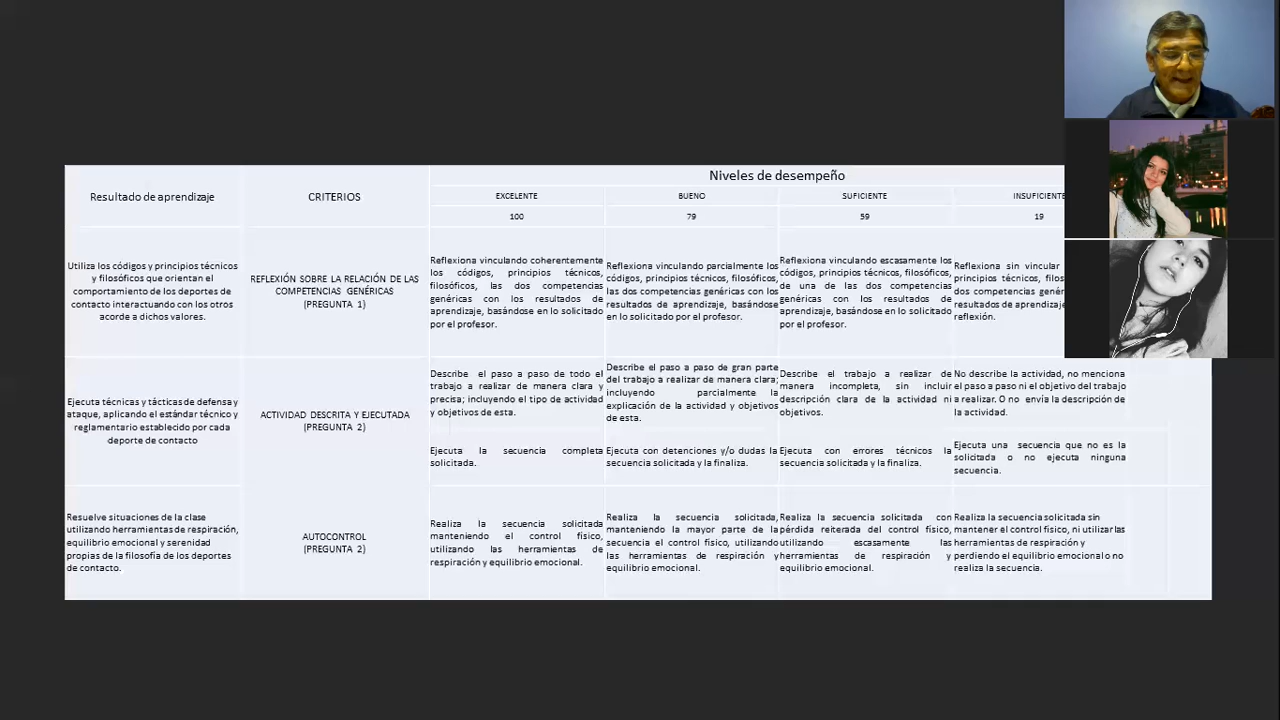 Niveles de desempeño
Resultado de aprendizaje
CRITERIOS
EXCELENTE
BUENO
SUFICIENTE
INSUFICIENTE
100
79
59
19
Utiliza los códigos y principios técnicos
y filosóficos que orientan el
comportamiento de los deportes de
contacto interactuando con los otros
acorde a dichos valores.
REFLEXIÓN SOBRE LA RELACIÓN DE LAS
COMPETENCIAS GENÉRICAS
(PREGUNTA 1)
Reflexiona vinculando coherentemente
los códigos, principios técnicos,
filosóficos, las dos competencias
genéricas con los resultados de
aprendizaje, basándose en lo solicitado
por el profesor.
Reflexiona vinculando parcialmente los
códigos, principios técnicos, filosóficos,
las dos competencias genéricas con los
resultados de aprendizaje, basándose
en lo solicitado por el profesor.
Reflexiona vinculando escasamente los
códigos, principios técnicos, filosóficos,
de una de las dos competencias
genéricas con los resultados de
aprendizaje, basándose en lo solicitado
por el profesor.
Reflexiona sin vincular
principios técnicos,
dos competencias
resultados de aprendizaje
reflexión.
Ejecuta técnicas y tácticas de defensa y
ataque, aplicando el estándar técnico y
reglamentario establecido por cada
deporte de contacto
ACTIVIDAD DESCRITA Y EJECUTADA
(PREGUNTA 2)
Describe el paso a paso de todo el
trabajo a realizar de manera clara y
precisa; incluyendo el tipo de actividad
y objetivos de esta.
Describe el paso a paso de gran parte
del trabajo a realizar de manera clara;
incluyendo parcialmente la
explicación de la actividad y objetivos
de esta.
Describe el trabajo a realizar de
manera incompleta, sin incluir
descripción clara de la actividad ni
objetivos.
No describe la actividad, no menciona
el paso a paso ni el objetivo del trabajo
a realizar. O no envía la descripción de
la actividad.
Ejecuta la secuencia completa
solicitada.
Ejecuta con detenciones y/o dudas la
secuencia solicitada y la finaliza.
Ejecuta con errores técnicos la
secuencia solicitada y la finaliza.
Ejecuta una secuencia que no es la
solicitada o no ejecuta ninguna
secuencia.
Resuelve situaciones de la clase
utilizando herramientas de respiración,
equilibrio emocional y serenidad
propias de la filosofía de los deportes
de contacto.
AUTOCONTROL
(PREGUNTA 2)
Realiza la secuencia solicitada
manteniendo el control físico,
utilizando las herramientas de
respiración y equilibrio emocional.
Realiza la secuencia solicitada,
manteniendo la mayor parte de la
secuencia el control físico, utilizando
las herramientas de respiración y
equilibrio emocional.
Realiza la secuencia solicitada con
pérdida reiterada del control físico,
utilizando escasamente las
herramientas de respiración y
equilibrio emocional.
Realiza la secuencia solicitada sin
mantener el control físico, ni utilizar las
herramientas de respiración y
perdiendo el equilibrio emocional o no
realiza la secuencia.